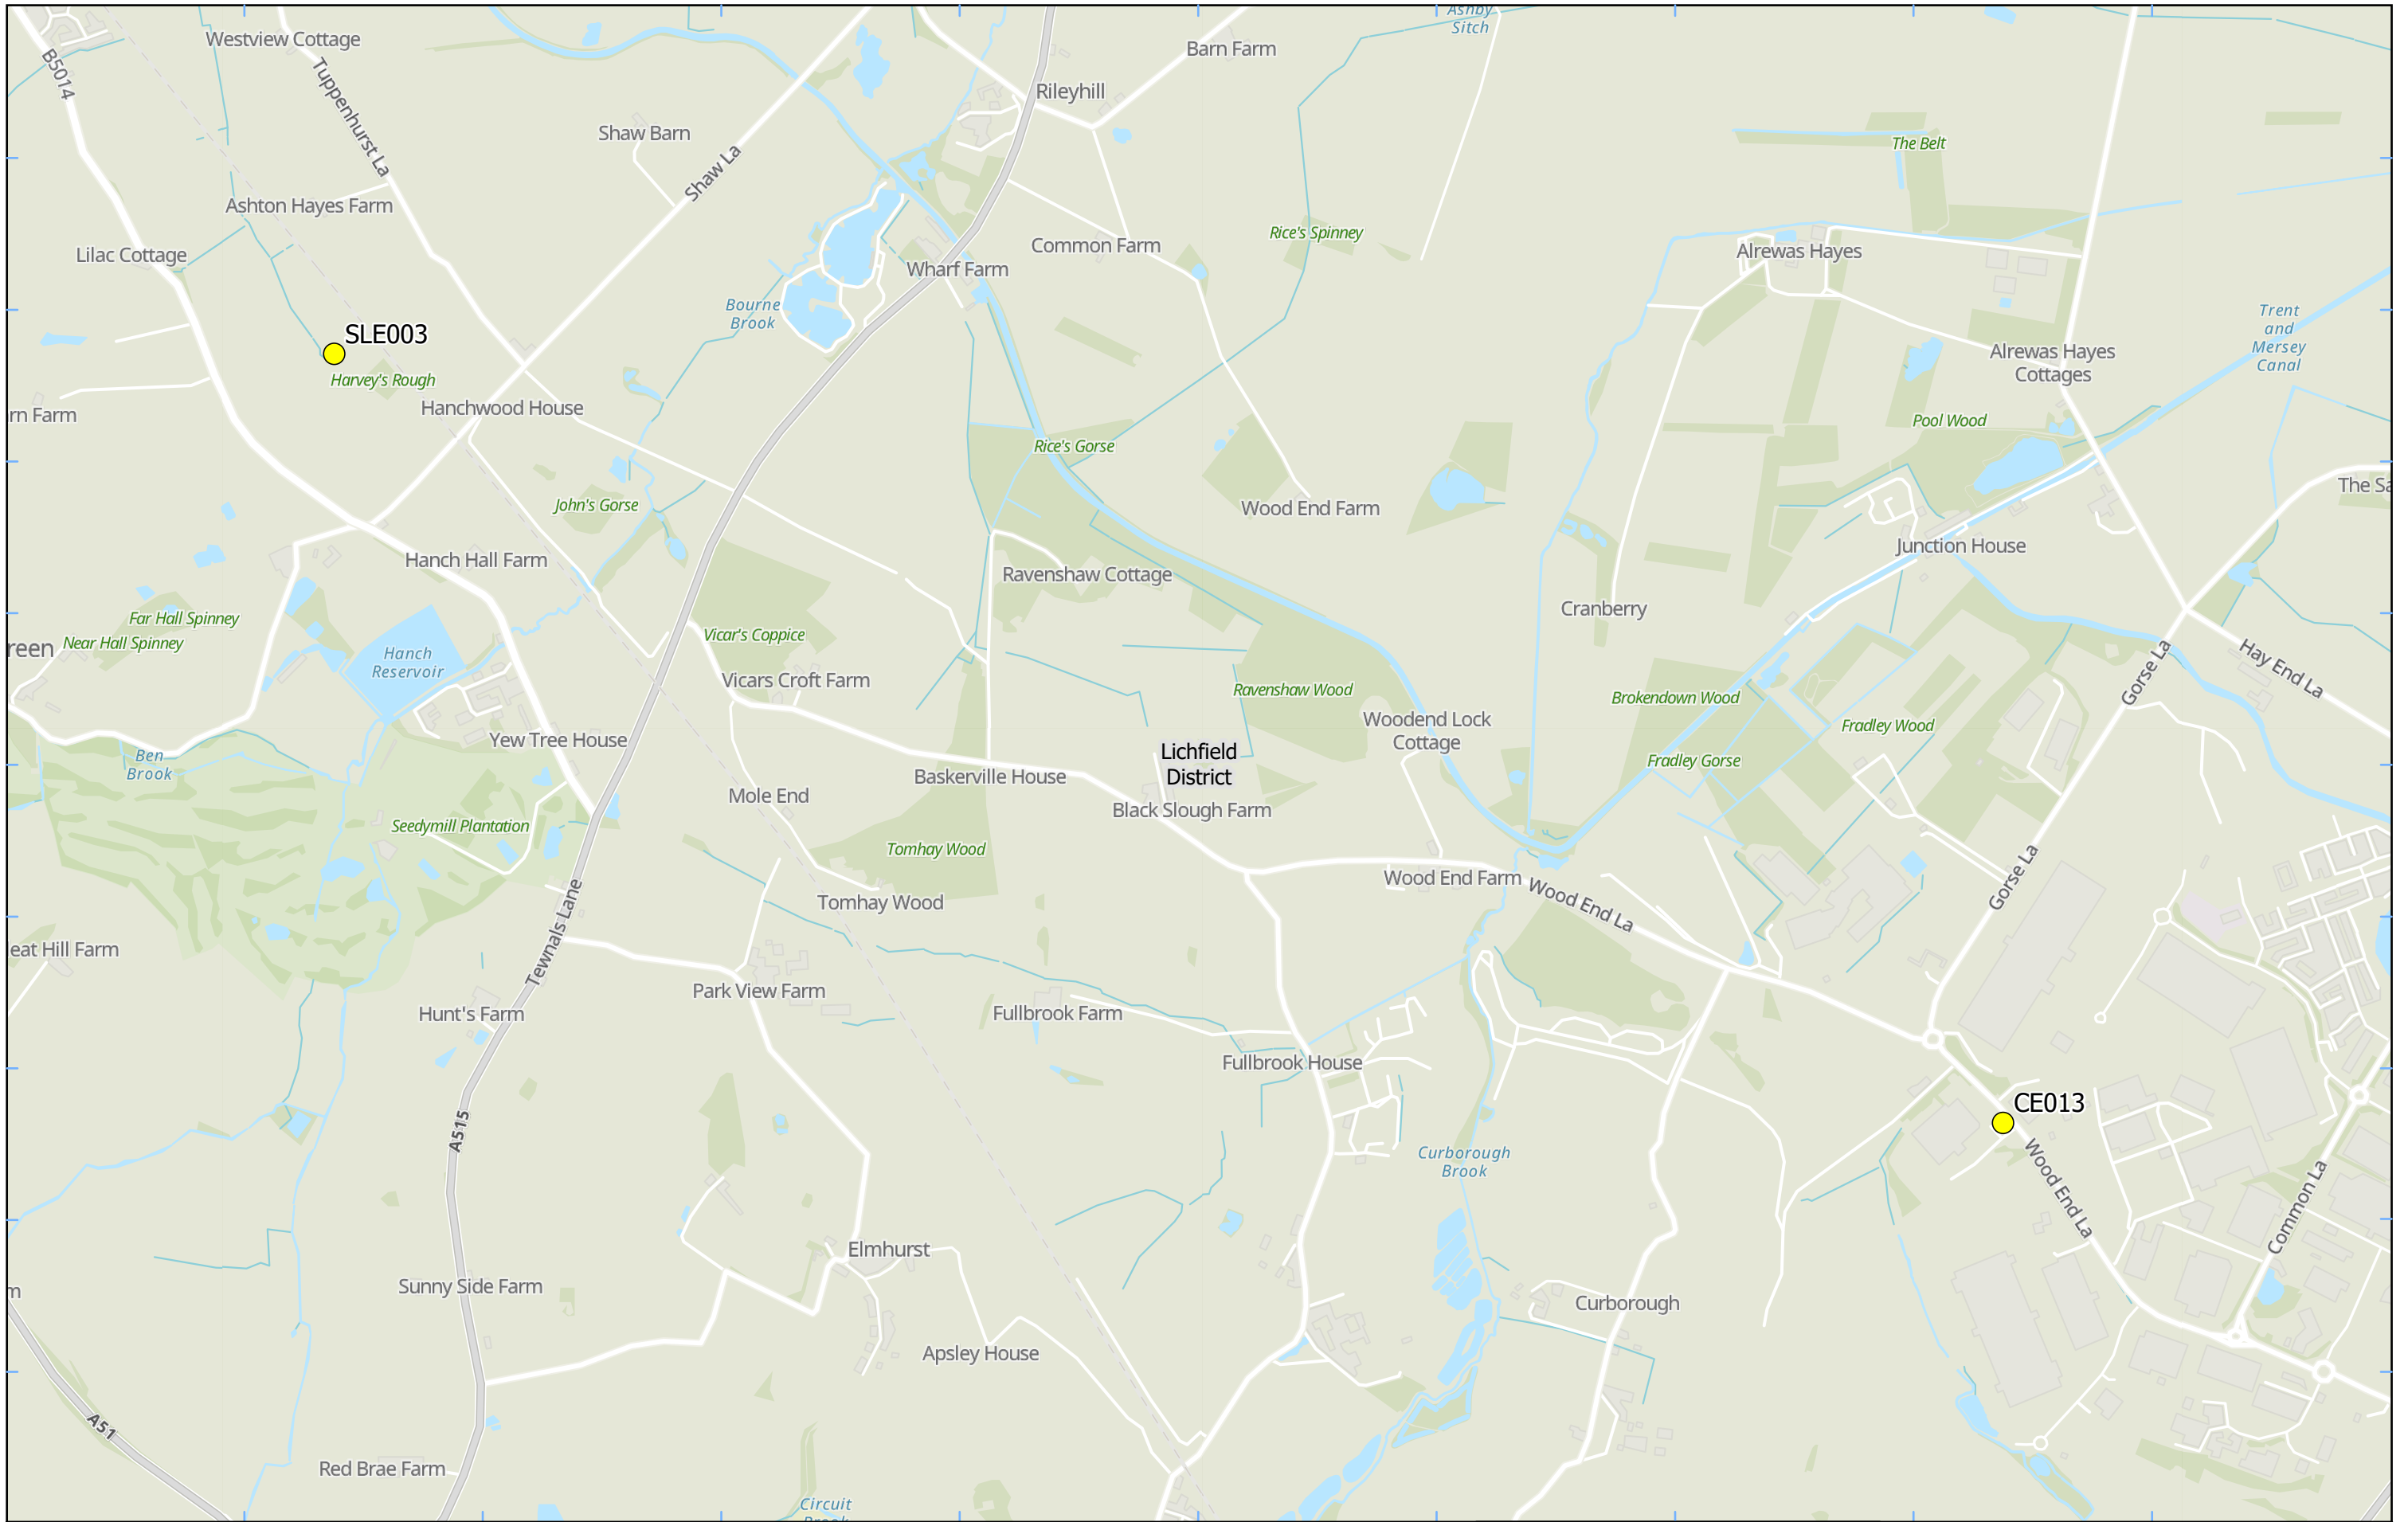 Ashby
Sitch
Westview Cottage
Barn Farm
B5014
Tuppenhurst La
Rileyhill
Shaw Barn
The Belt
Shaw La
Ashton Hayes Farm
Rice's Spinney
Common Farm
Alrewas Hayes
Lilac Cottage
Wharf Farm
Bourne
Brook
Trent
and
Mersey
Canal
SLE003
Alrewas Hayes
Cottages
Harvey's Rough
Hanchwood House
rn Farm
Pool Wood
Rice's Gorse
The Sa
John's Gorse
Wood End Farm
Junction House
Hanch Hall Farm
Ravenshaw Cottage
Cranberry
Far Hall Spinney
Near Hall Spinney
reen
Vicar's Coppice
Hanch
Reservoir
Gorse La
Hay End La
Vicars Croft Farm
Ravenshaw Wood
Brokendown Wood
Woodend Lock
Cottage
Fradley Wood
Yew Tree House
Ben
Brook
Lichfield
District
Fradley Gorse
Baskerville House
Mole End
Black Slough Farm
Seedymill Plantation
Tomhay Wood
Wood End Farm
Wood End La
Gorse La
Tomhay Wood
Tewnals Lane
eat Hill Farm
Park View Farm
Hunt's Farm
Fullbrook Farm
Fullbrook House
CE013
A515
Curborough
Brook
Wood End La
Common La
Elmhurst
Sunny Side Farm
m
Curborough
Apsley House
A51
Red Brae Farm
Circuit
Brook